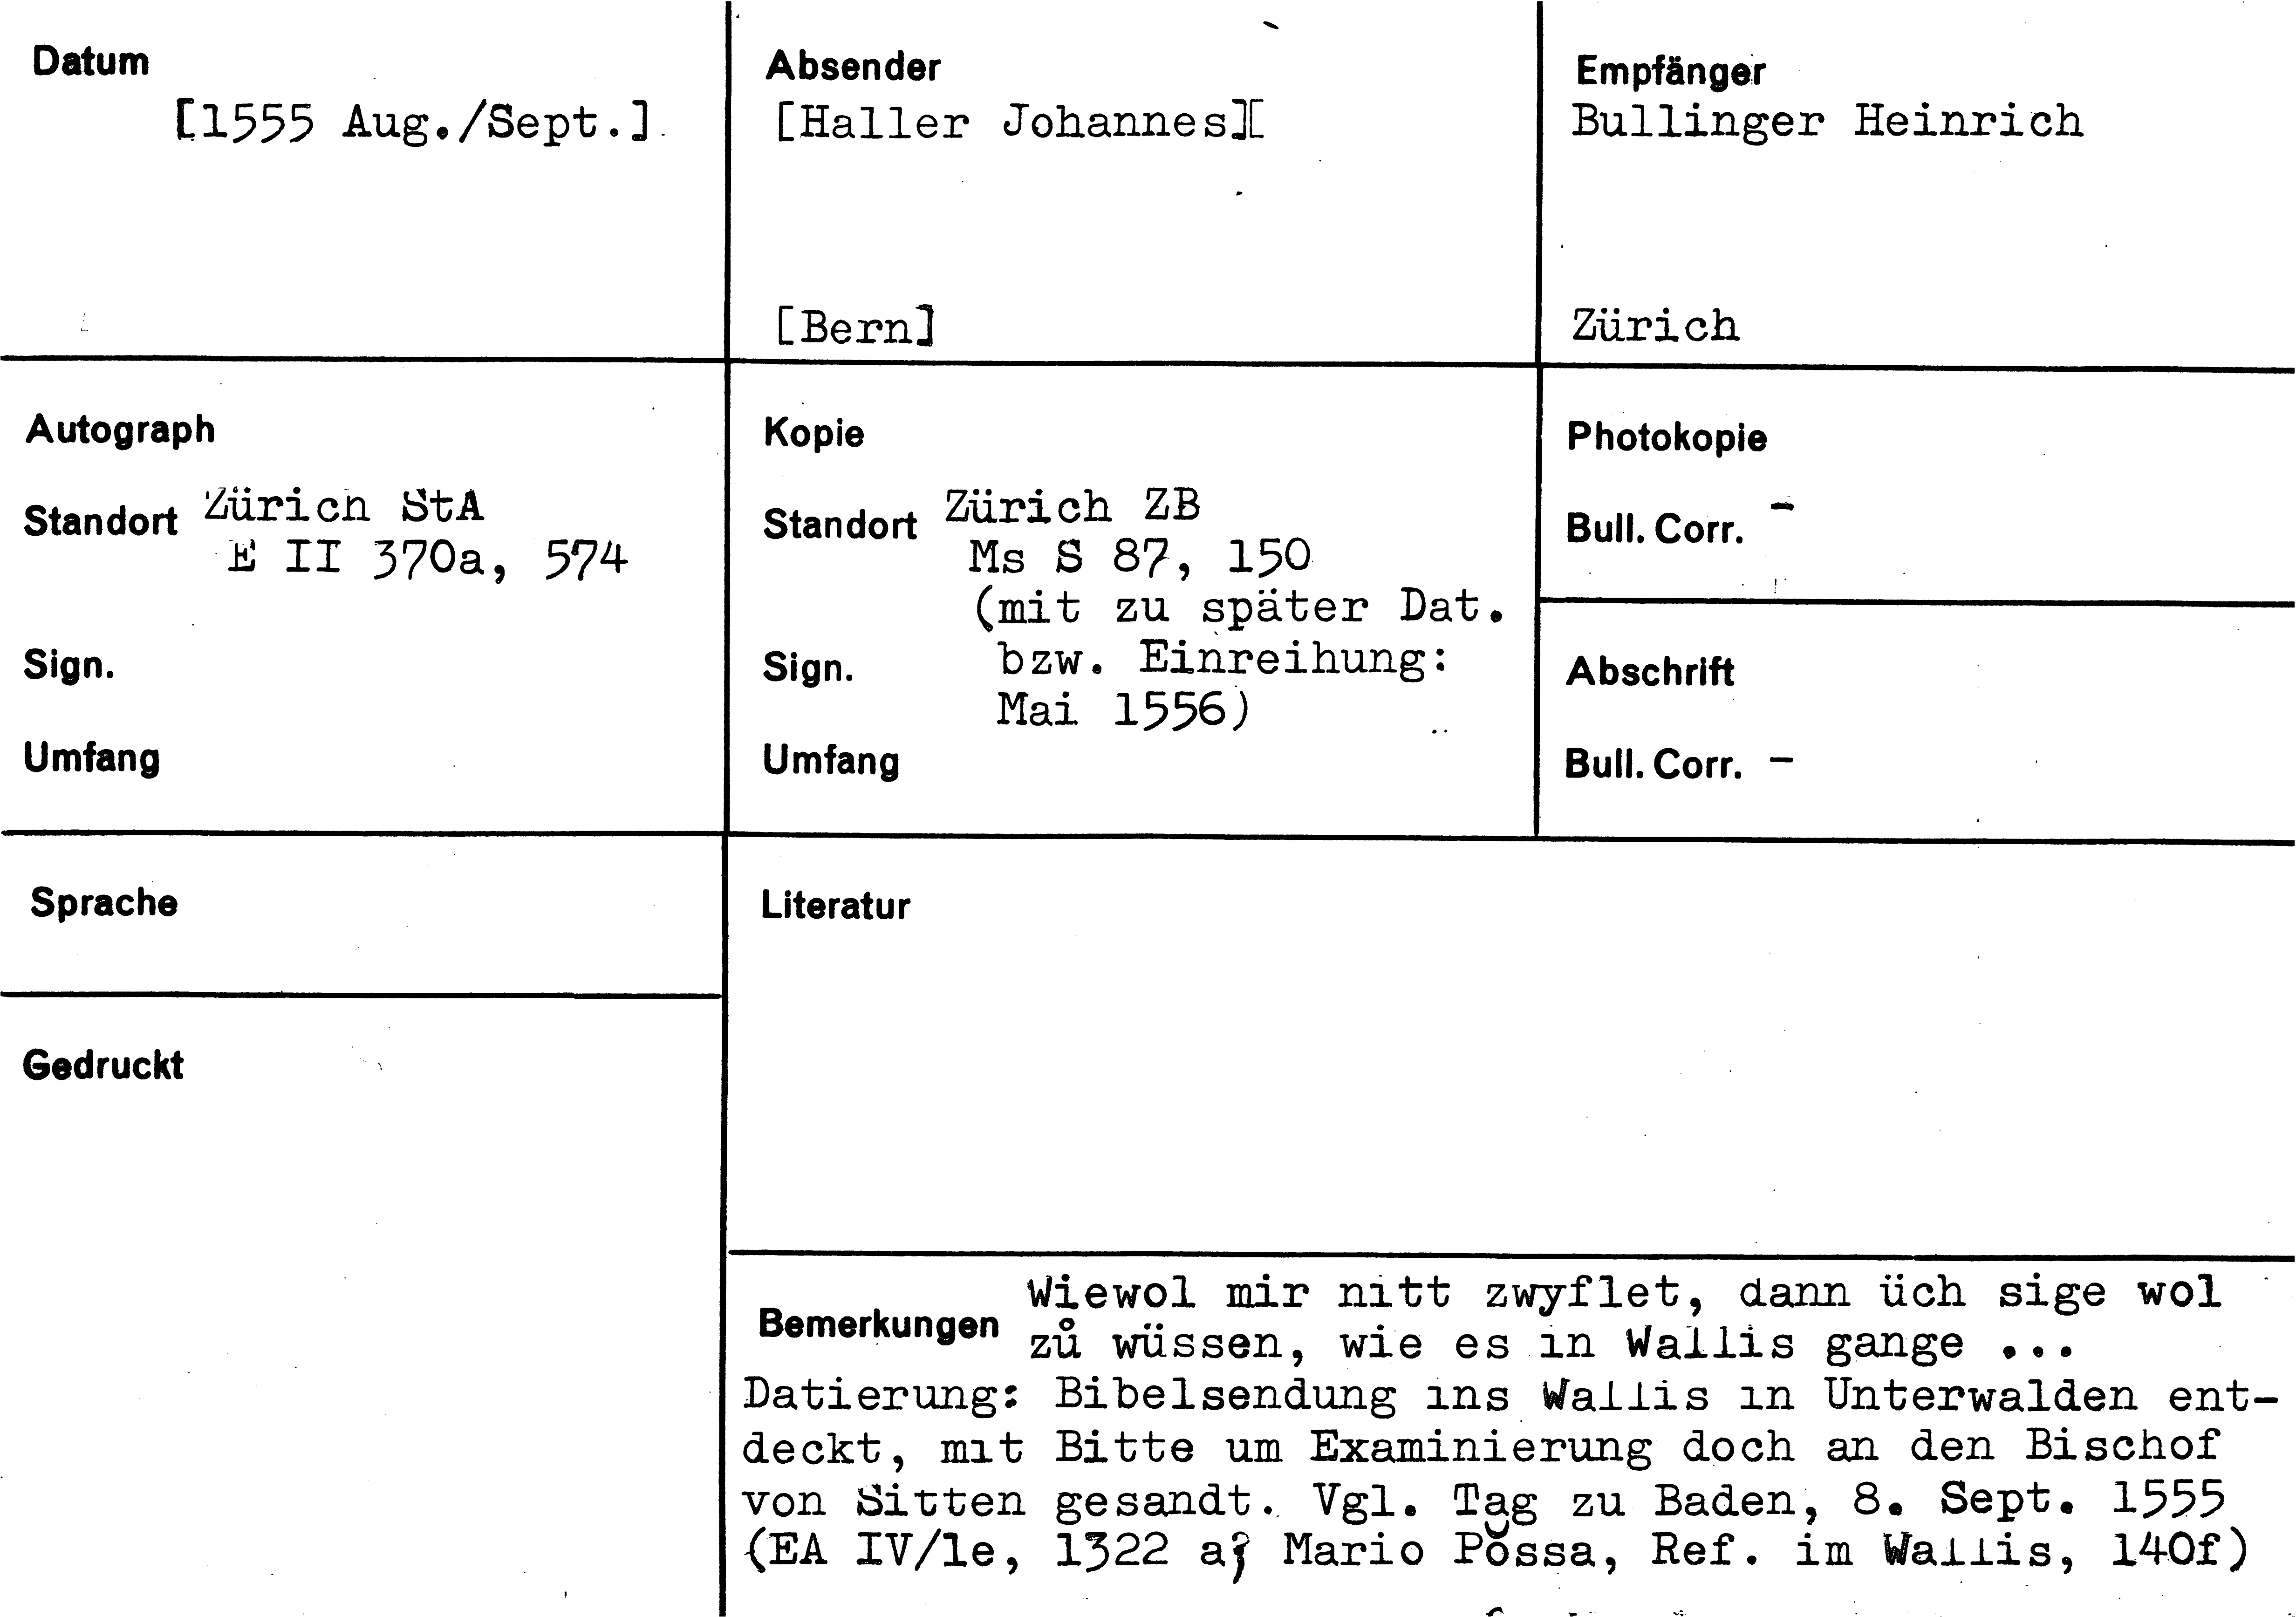 Datum
[1555 Aug./Sept.]
Absender
[Haller Johannes][
[Bern]
Empfänger
Bullinger Heinrich
Zürich
Autograph
Standort Zürich StA
E II 370a, 574
Sign.
Umfang
Kopie
Standort Zürich ZB
Ms S 87, 150
(mit zu später Dat.
Sign. bzw. Einreihung:
Mai 1556)
Umfang
Photokopie
Bull. Corr. -
Abschrift
Bull. Corr. -
Sprache
Gedruckt
Literatur
Bemerkungen Wiewol mir nitt zwyflet, dann üch sige wol
zů wüssen, wie es in Wallis gange ...
Datierung: Bibelsendung ins Wallis in Unterwalden ent-
deckt, mit Bitte um Examinierung doch an den Bischof
von Sitten gesandt. Vgl. Tag zu Baden, 8. Sept. 1555
(EA IV/1e, 1322 a; Mario Possa, Ref. im Wallis, 140f)